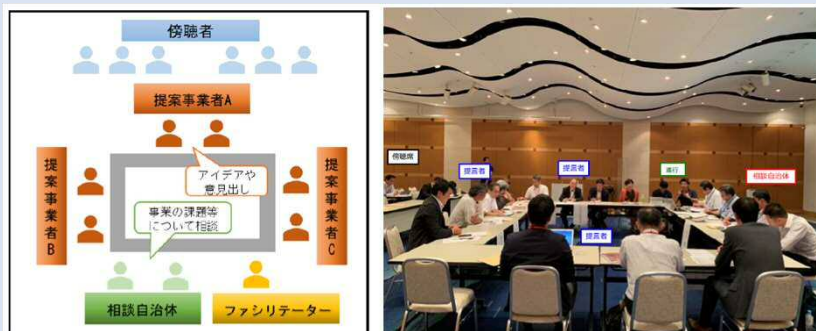 傍聴者
提案事業者A
提案事業者B
提案事業者C
アイデアや
意見出し
事業の課題等
について相談
相談自治体
ファシリテーター
傍聴席
提言者
提言者
進行
相談自治体
提言者